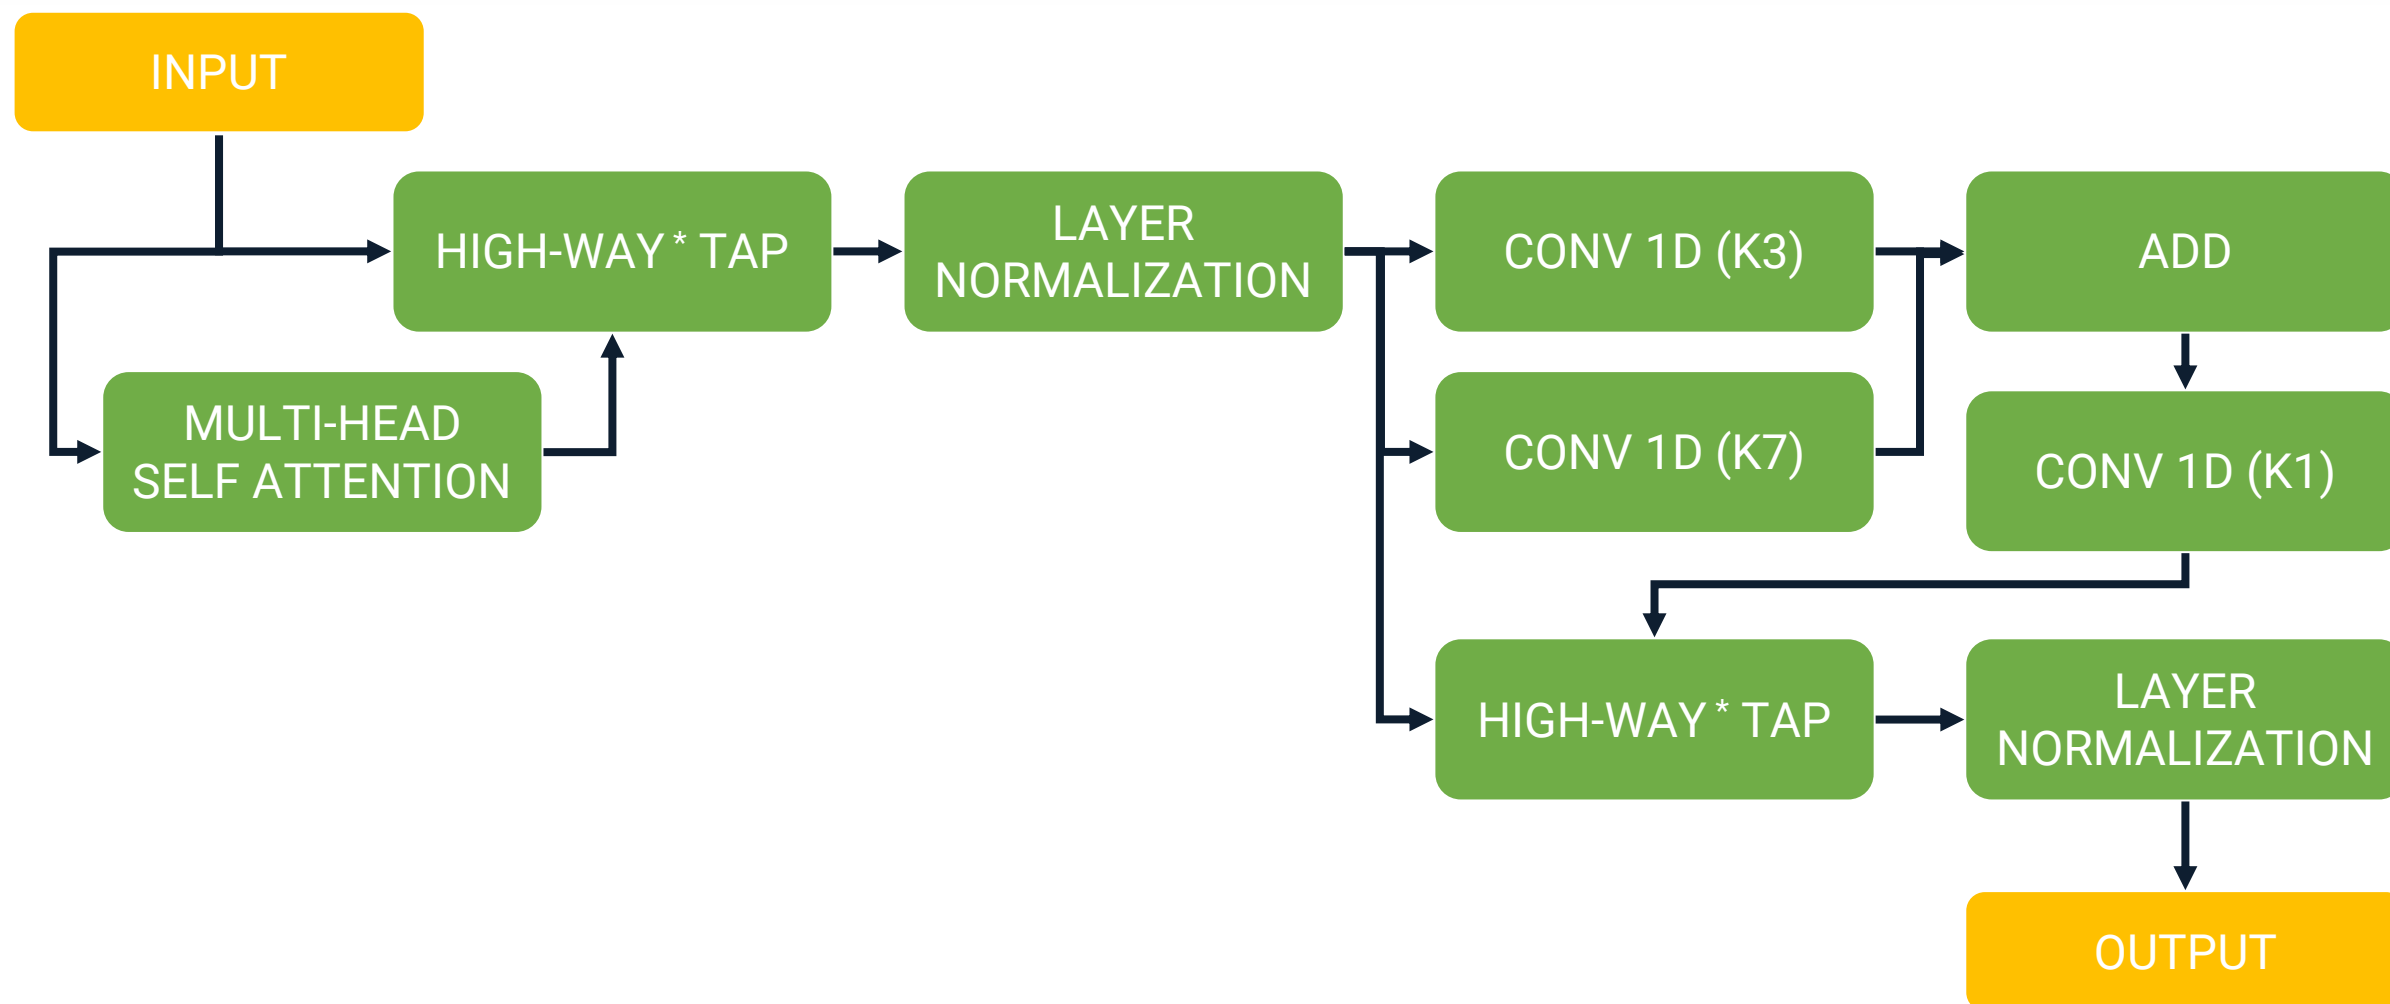 INPUT
HIGH-WAY * TAP
LAYER
NORMALIZATION
CONV 1D (K3)
ADD
MULTI-HEAD
SELF ATTENTION
CONV 1D (K7)
CONV 1D (K1)
HIGH-WAY * TAP
LAYER
NORMALIZATION
OUTPUT